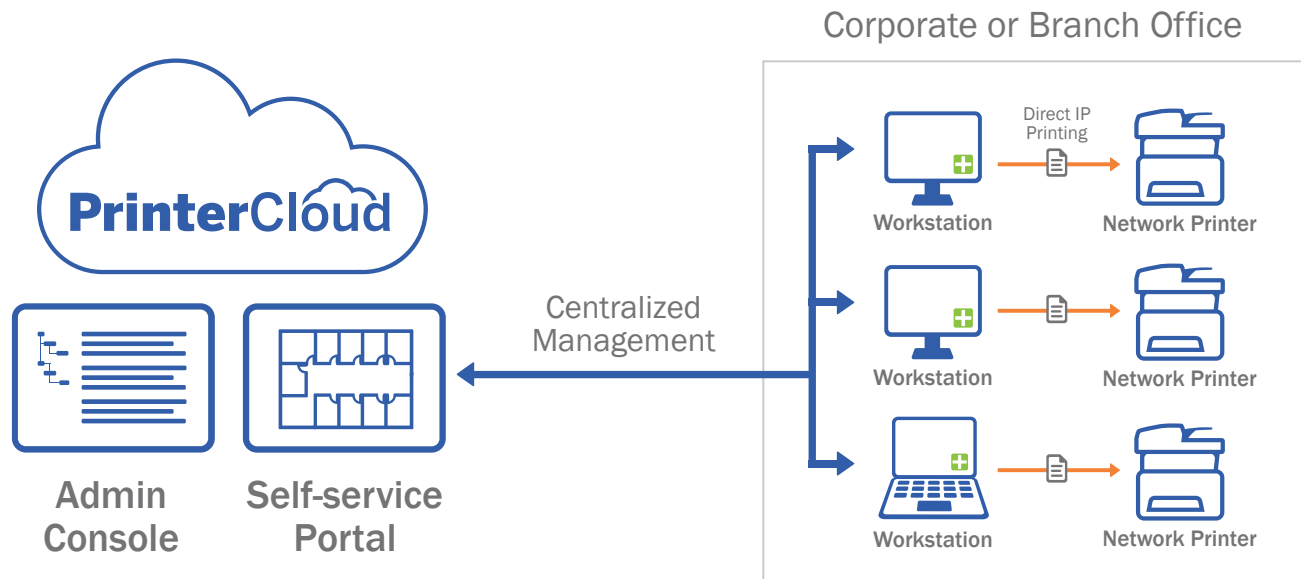 Corporate or Branch Office
PrinterCloud
Admin
Console
Self-service
Portal
Centralized
Management
Direct IP
Printing
Workstation
Network Printer
Workstation
Network Printer
Workstation
Network Printer